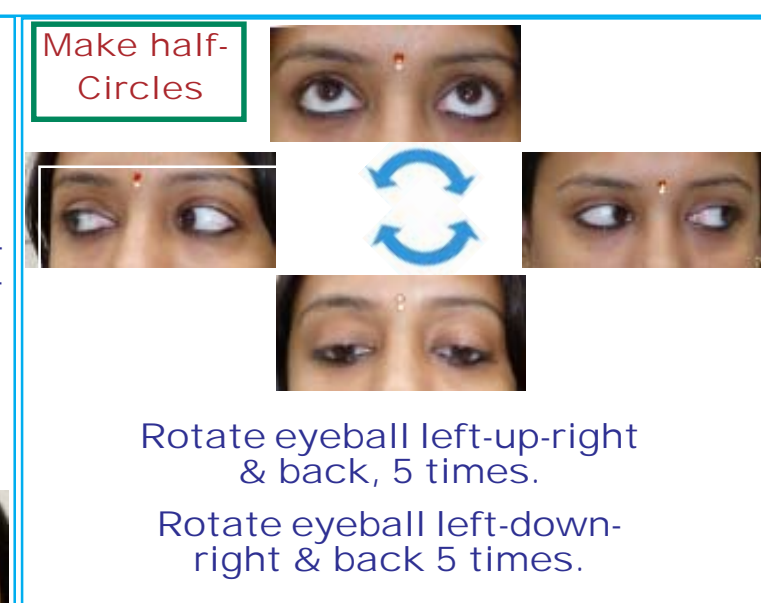 Make half-
Circles
Rotate eyeball left-up-right
& back, 5 times.
Rotate eyeball left-down-
right & back 5 times.